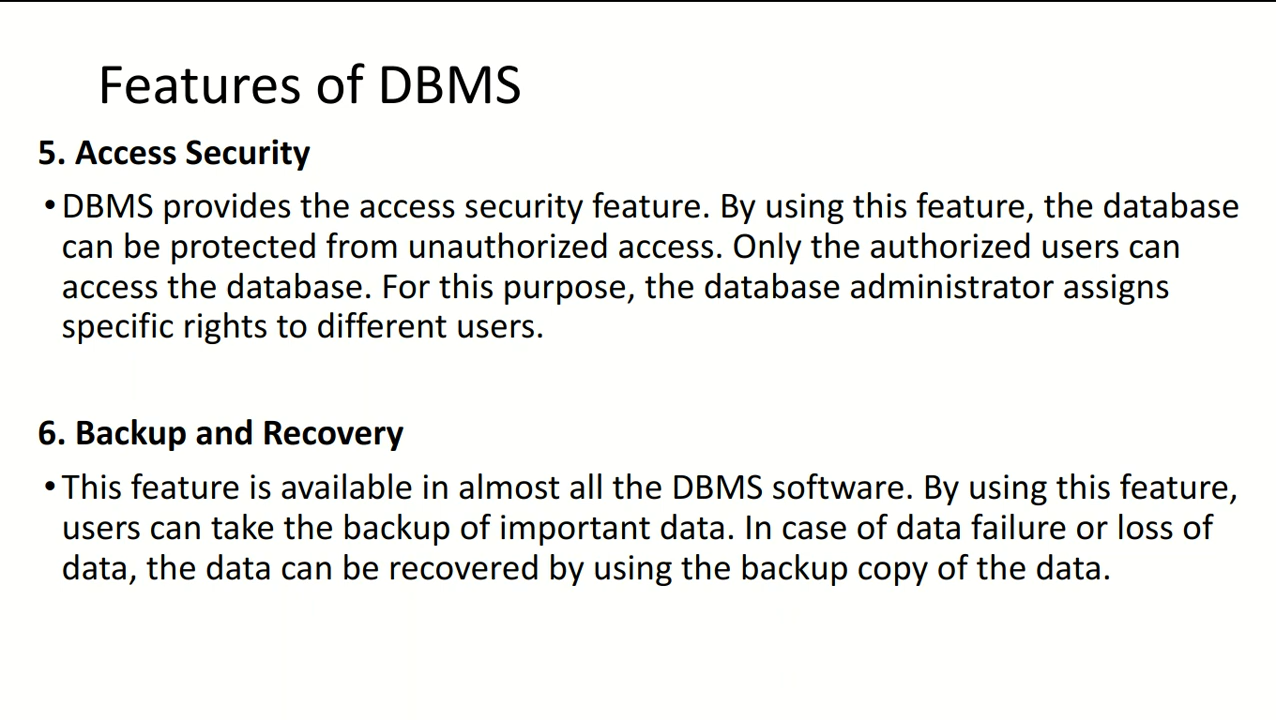 Features of DBMS
5. Access Security
•DBMS provides the access security feature. By using this feature, the database
can be protected from unauthorized access. Only the authorized users can
access the database. For this purpose, the database administrator assigns
specific rights to different users.
6. Backup and Recovery
•This feature is available in almost all the DBMS software. By using this feature,
users can take the backup of important data. In case of data failure or loss of
data, the data can be recovered by using the backup copy of the data.